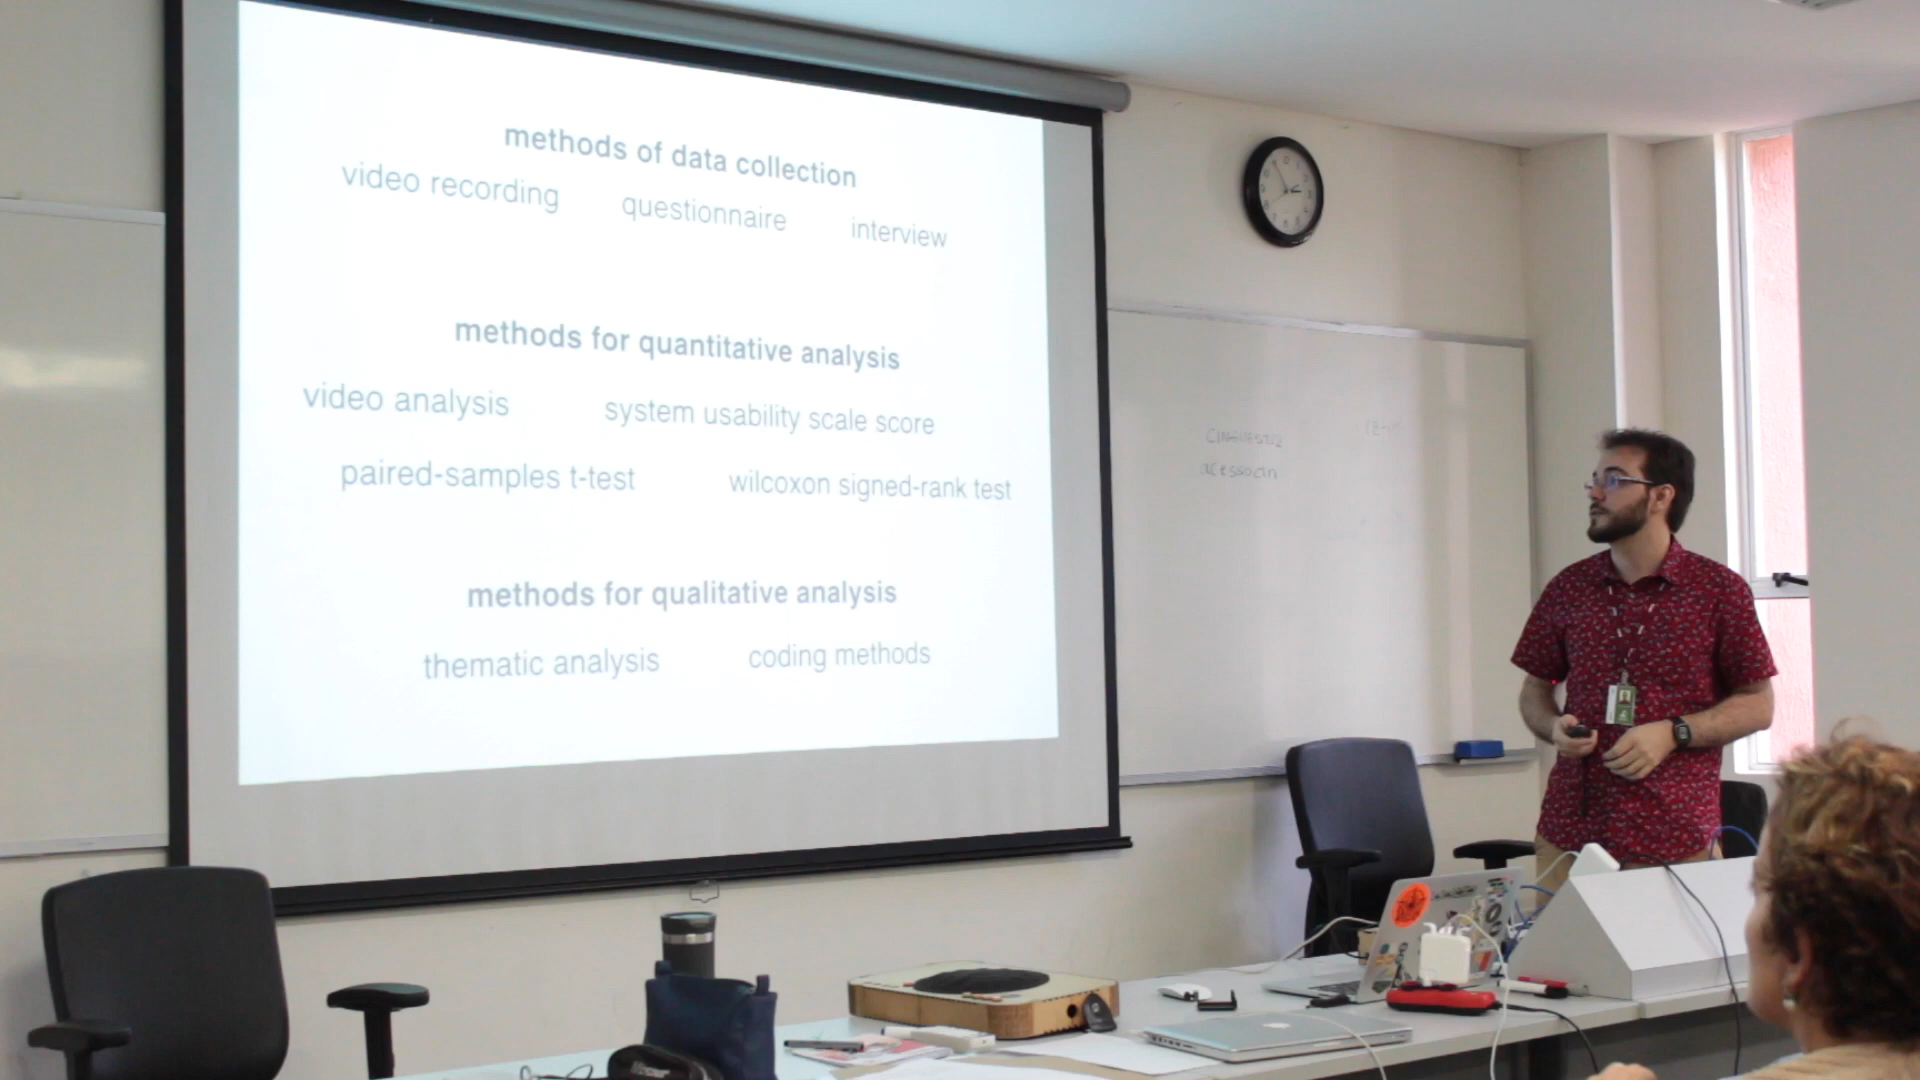 methods of data collection
video recording questionnaire interview
methods for quantitative analysis
video analysis system usability scale score
paired-samples t-test wilcoxon signed-rank test
methods for qualitative analysis
thematic analysis coding methods
acessocin